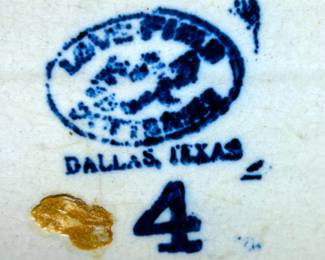 LOVE FIELD
DALLAS, TEXAS
4